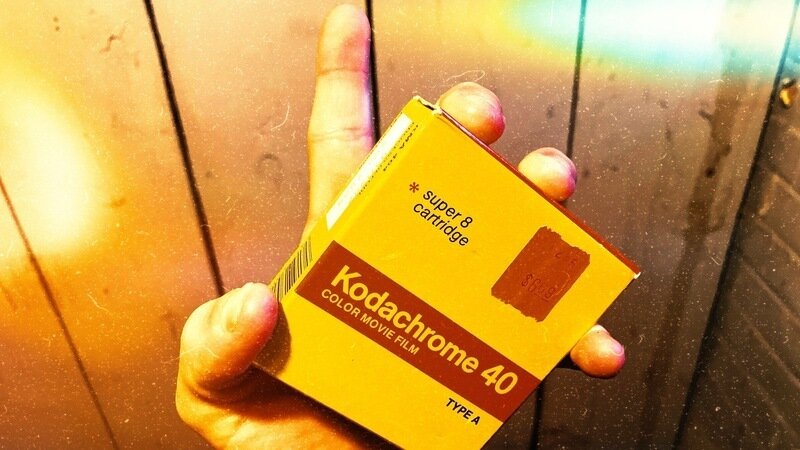 * super 8
cartridge
Kodachrome 40
COLOR MOVIE FILM
TYPE A